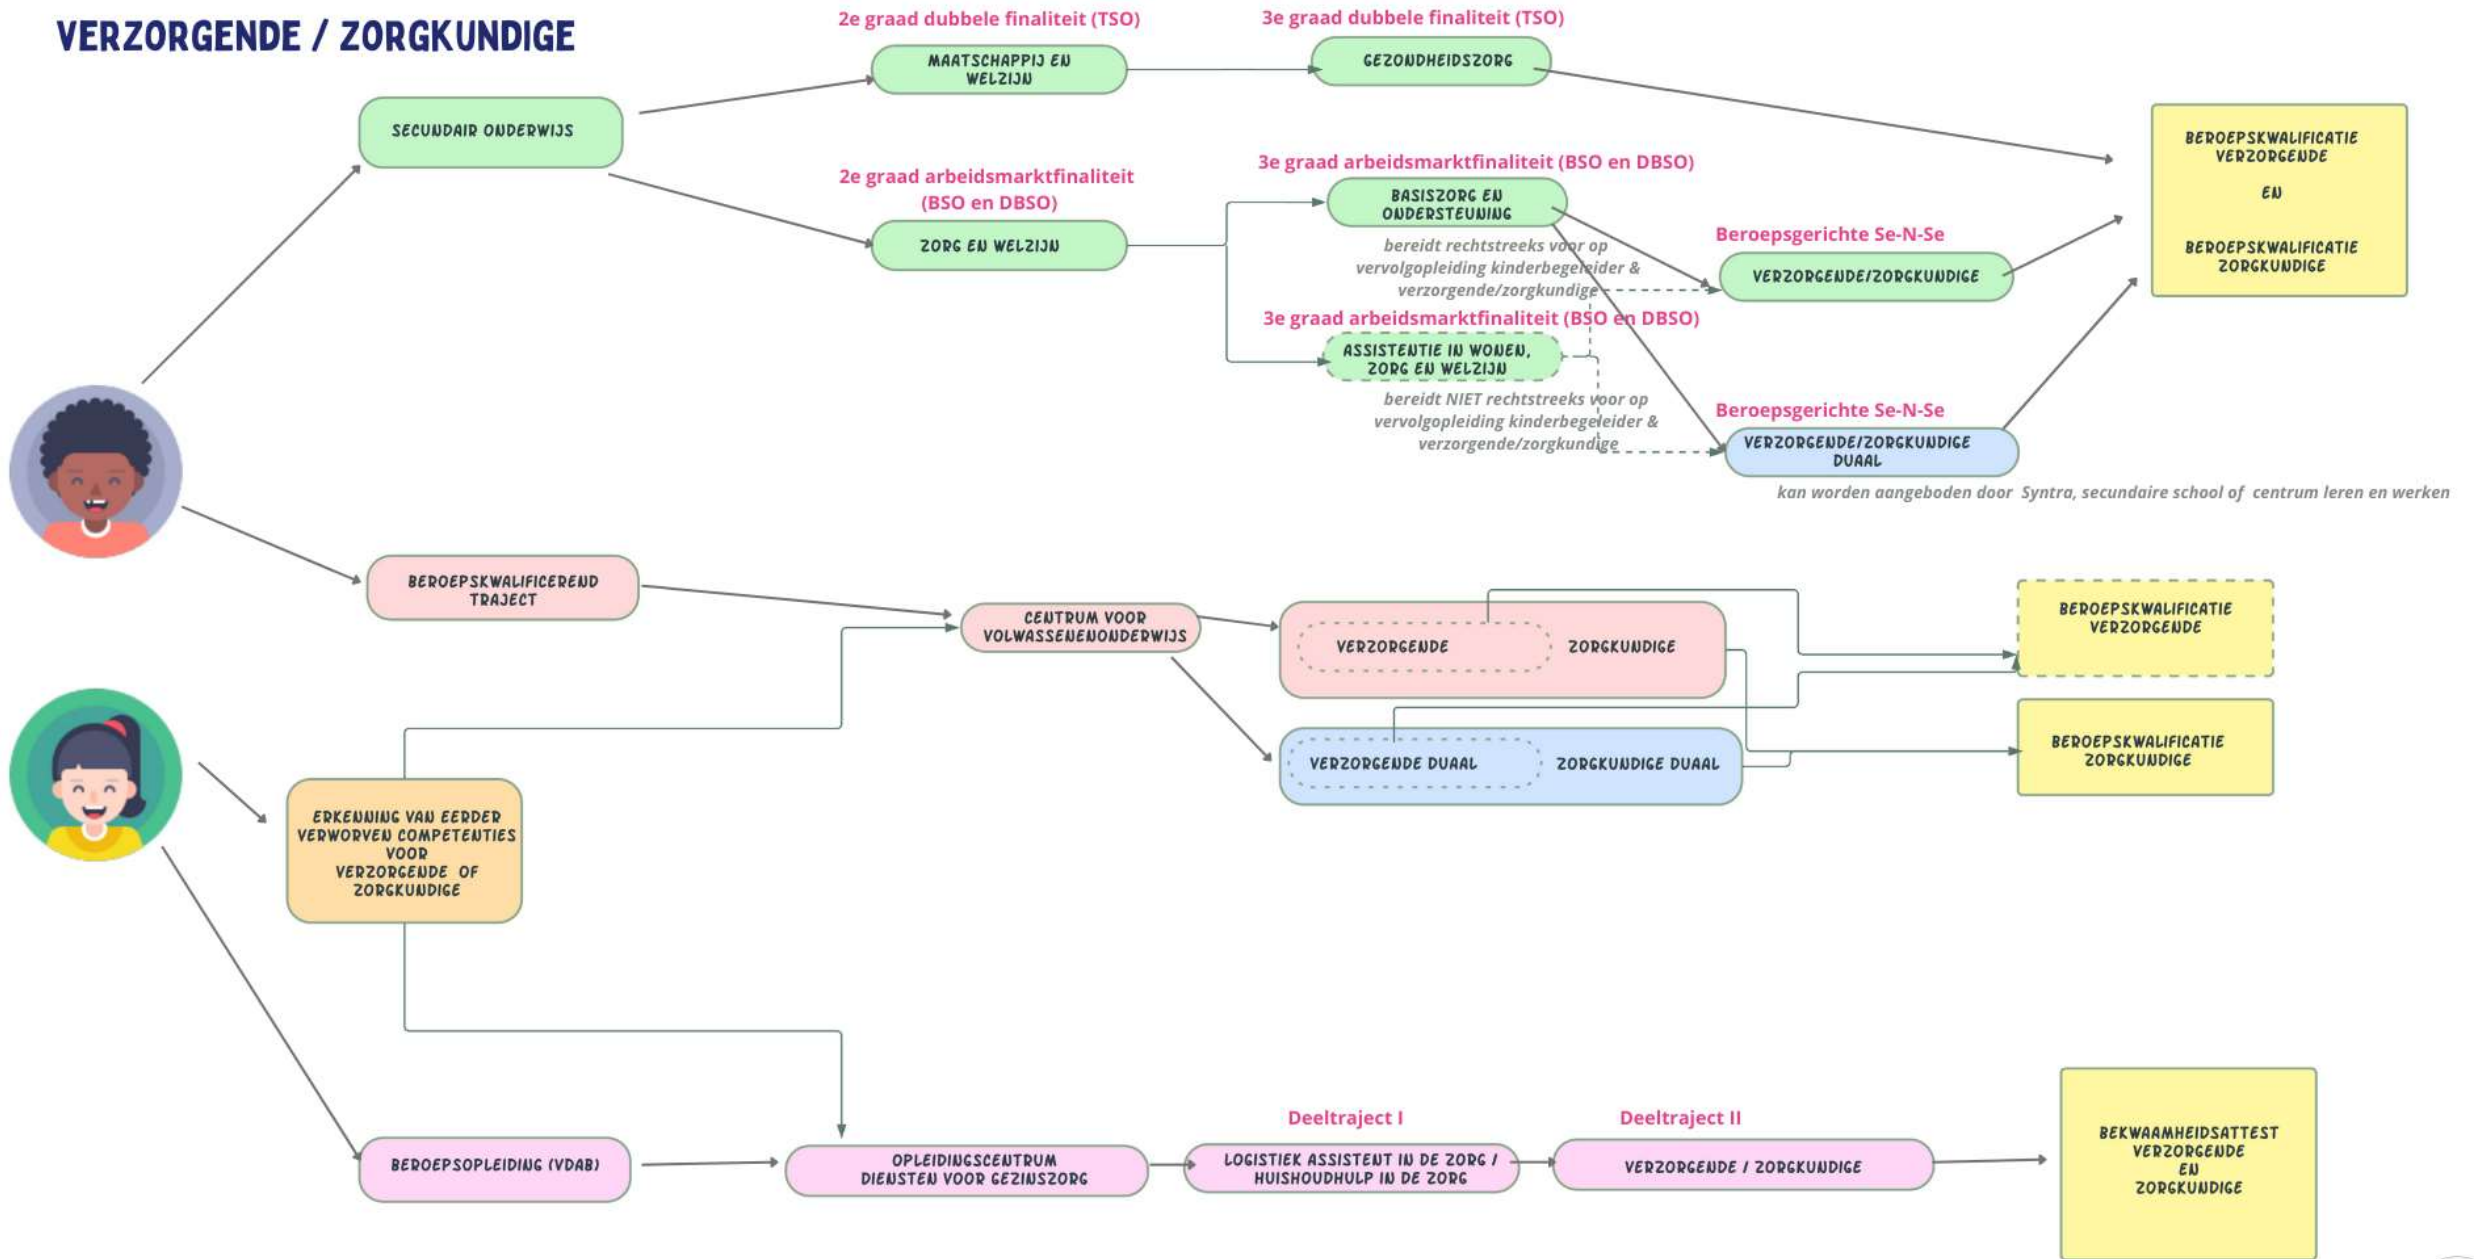 VERZORGENDE / ZORGKUNDIGE
2e graad dubbele finaliteit (TSO)
3e graad dubbele finaliteit (TSO)
MAATSCHAPPIJ EN
WELZIJN
GEZONDHEIDSZORG
SECUNDAIR ONDERWIJS
2e graad arbeidsmarktfinaliteit
(BSO en DBSO)
ZORG EN WELZIJN
3e graad arbeidsmarktfinaliteit (BSO en DBSO)
BASISZORG EN
ONDERSTEUNING
bereidt rechtstreeks voor op
vervolgopleiding kinderbegeleider &
verzorgende/zorgkundige
3e graad arbeidsmarktfinaliteit (BSO en DBSO)
ASSISTENTIE IN WONEN,
ZORG EN WELZIJN
bereidt NIET rechtstreeks voor op
vervolgopleiding kinderbegeleider &
verzorgende/zorgkundige
Beroepsgerichte Se-N-Se
VERZORGENDE/ZORGKUNDIGE
Beroepsgerichte Se-N-Se
VERZORGENDE/ZORGKUNDIGE
DUAAL
kan worden aangeboden door Syntra, secundaire school of centrum leren en werken
BEROEPSKWALIFICATIE
VERZORGENDE
EN
BEROEPSKWALIFICATIE
ZORGKUNDIGE
BEROEPSKWALIFICEREND
TRAJECT
CENTRUM VOOR
VOLWASSENENONDERWIJS
VERZORGENDE
ZORGKUNDIGE
VERZORGENDE DUAAL
ZORGKUNDIGE DUAAL
BEROEPSKWALIFICATIE
VERZORGENDE
BEROEPSKWALIFICATIE
ZORGKUNDIGE
ERKENNING VAN EERDER
VERWORVEN COMPETENTIES
VOOR
VERZORGENDE OF
ZORGKUNDIGE
BEROEPSOPLEIDING (VDAB)
OPLEIDINGSCENTRUM
DIENSTEN VOOR GEZINSZORG
Deeltraject I
LOGISTIEK ASSISTENT IN DE ZORG /
HUISHOUDHULP IN DE ZORG
Deeltraject II
VERZORGENDE / ZORGKUNDIGE
BEKWAAMHEIDSATTEST
VERZORGENDE
EN
ZORGKUNDIGE